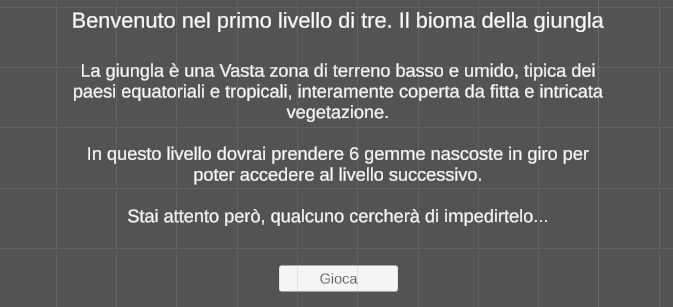 Benvenuto nel primo livello di tre. Il bioma della giungla
La giungla è una Vasta zona di terreno basso e umido, tipica dei
paesi equatoriali e tropicali, interamente coperta da fitta e intricata
vegetazione.
In questo livello dovrai prendere 6 gemme nascoste in giro per
poter accedere al livello successivo.
Stai attento però, qualcuno cercherà di impedirtelo...
Gioca